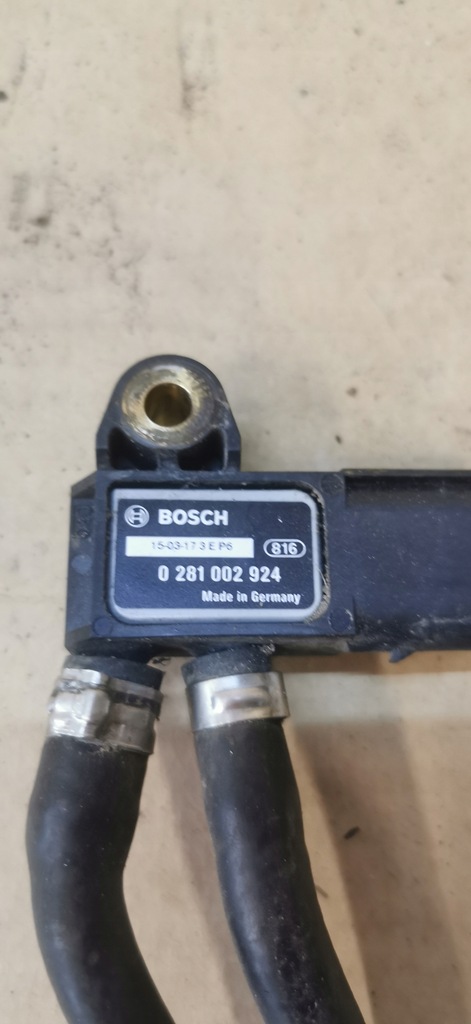 BOSCH
15-03-17 3 E P6
816
0 281 002 924
Made in Germany